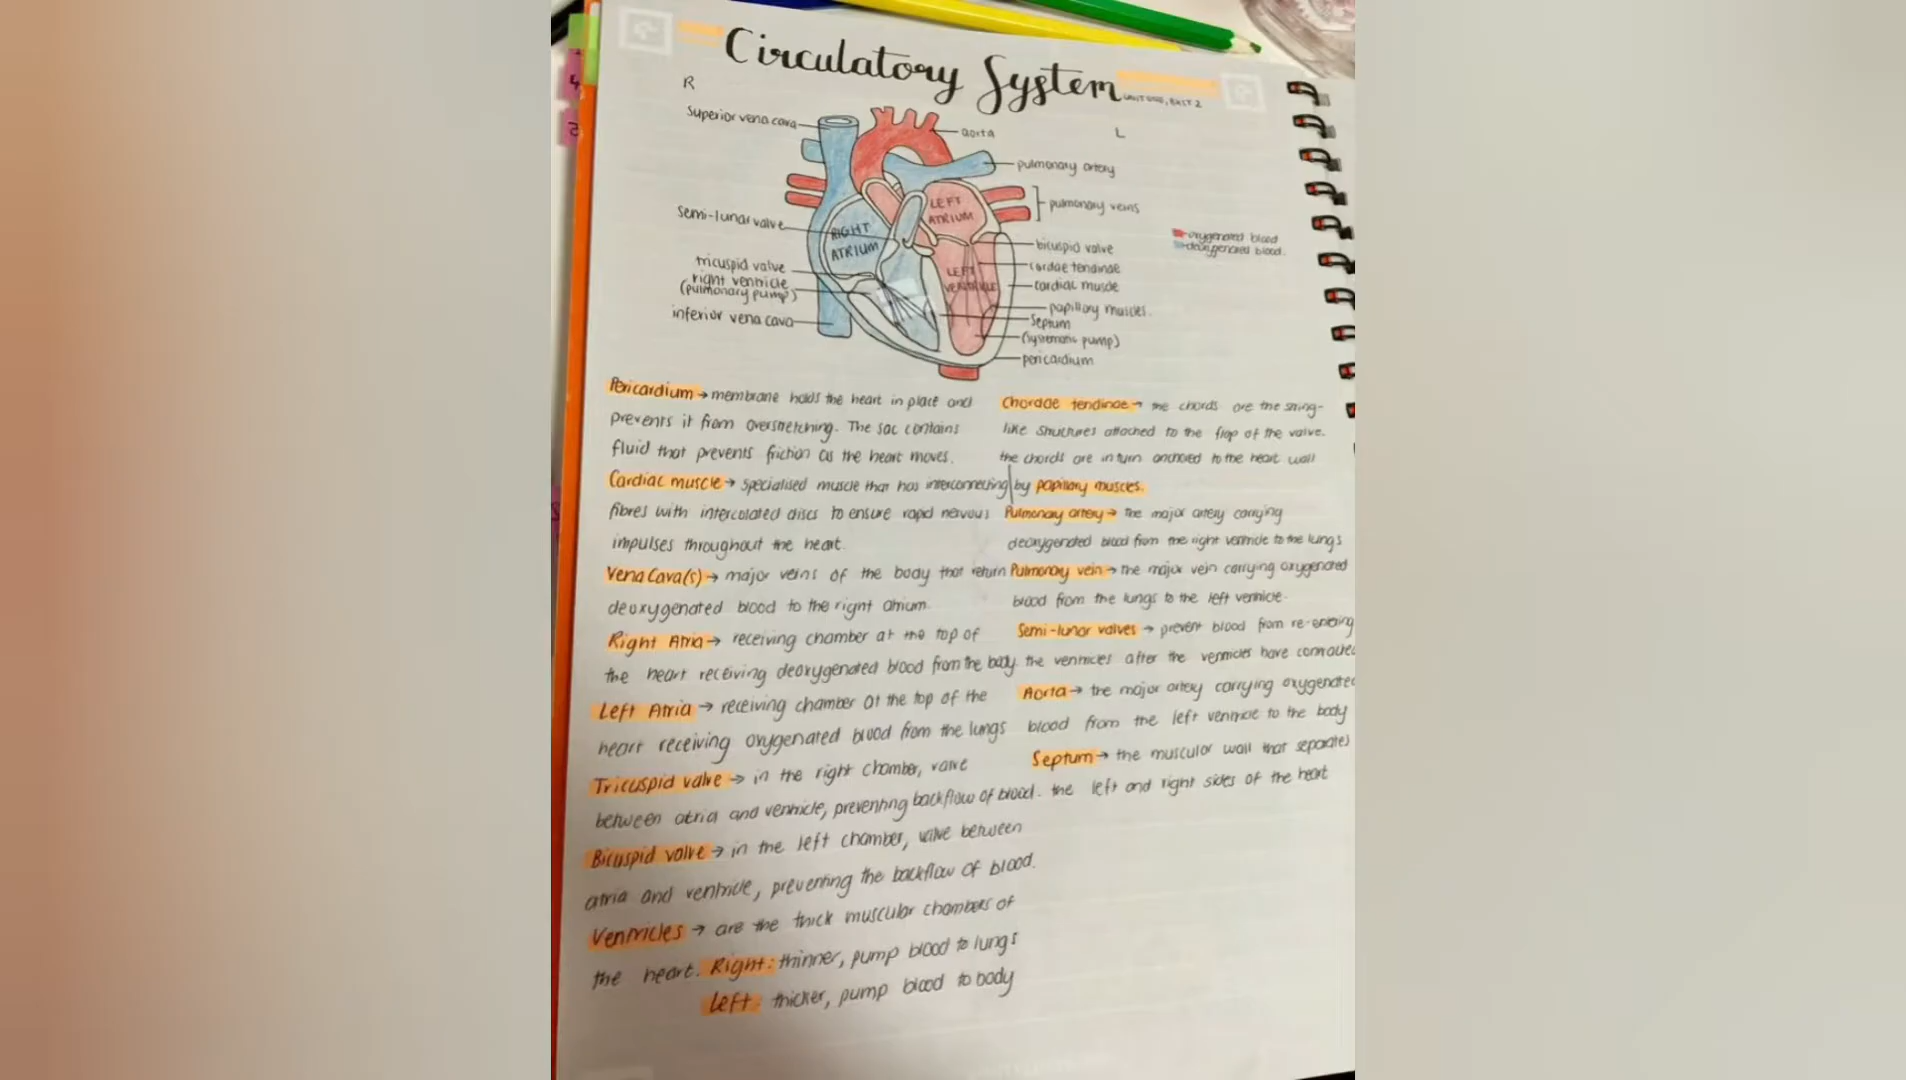 Circulatory System
R
L
superior vena cava
aorta
pulmonary artery
pulmonary veins
semi-lunar valve
LEFT
ATRIUM
RIGHT
ATRIUM
oxygenated blood
deoxygenated blood.
bicuspid valve
tricuspid valve
cordae tendinae
right ventricle
(pulmonary pump)
LEFT
VENTRICLE
cardiac muscle
papillary muscles.
inferior vena cava
septum
(systematic pump)
pericardium
Pericardium → membrane holds the heart in place and
prevents it from overstretching. The sac contains
fluid that prevents friction as the heart moves.
Cardiac muscle → specialised muscle that has interconnecting
fibres with intercolated discs to ensure rapid nervous
impulses throughout the heart.
Vena Cava(s) → major veins of the body that return
deoxygenated blood to the right atrium.
Right Atria → receiving chamber at the top of
the heart receiving deoxygenated blood from the body.
Left Atria → receiving chamber at the top of the
heart receiving oxygenated blood from the lungs
Tricuspid valve → in the right chamber, valve
between atria and ventricle, preventing backflow of blood.
Bicuspid valve → in the left chamber, valve between
atria and ventricle, preventing the backflow of blood.
Ventricles → are the thick muscular chambers of
the heart. Right: thinner, pump blood to lungs
Left: thicker, pump blood to body
Chordae tendinae → the chords are the string-
like structures attached to the flap of the valve.
the chords are in turn anchored to the heart wall
by papillary muscles.
Pulmonary artery → the major artery carrying
deoxygenated blood from the right ventricle to the lungs
Pulmonary vein → the major vein carrying oxygenated
blood from the lungs to the left ventricle.
Semi-lunar valves → prevent blood from re-entering
the ventricles after the ventricles have contracted
Aorta → the major artery carrying oxygenated
blood from the left ventricle to the body
Septum → the muscular wall that separates
the left and right sides of the heart